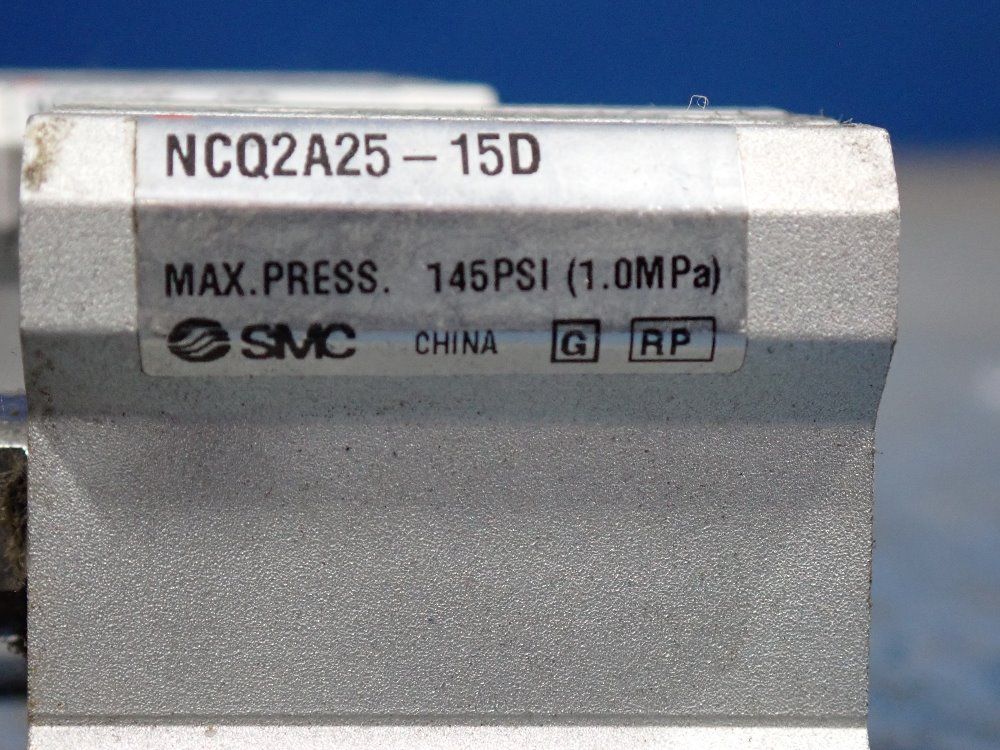 NCQ2A25-15D
MAX.PRESS. 145PSI (1.0MPa)
SMC CHINA G RP